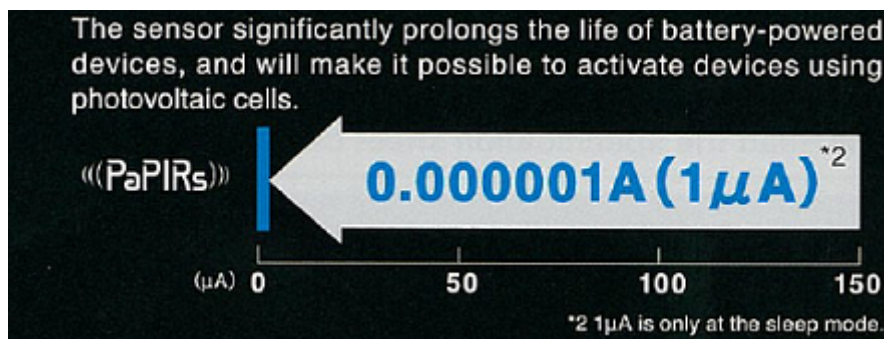 The sensor significantly prolongs the life of battery-powered
devices, and will make it possible to activate devices using
photovoltaic cells.
(((PaPIRs)))
0.000001A (1μA)*2
(μA) 0 50 100 150
*2 1μA is only at the sleep mode.